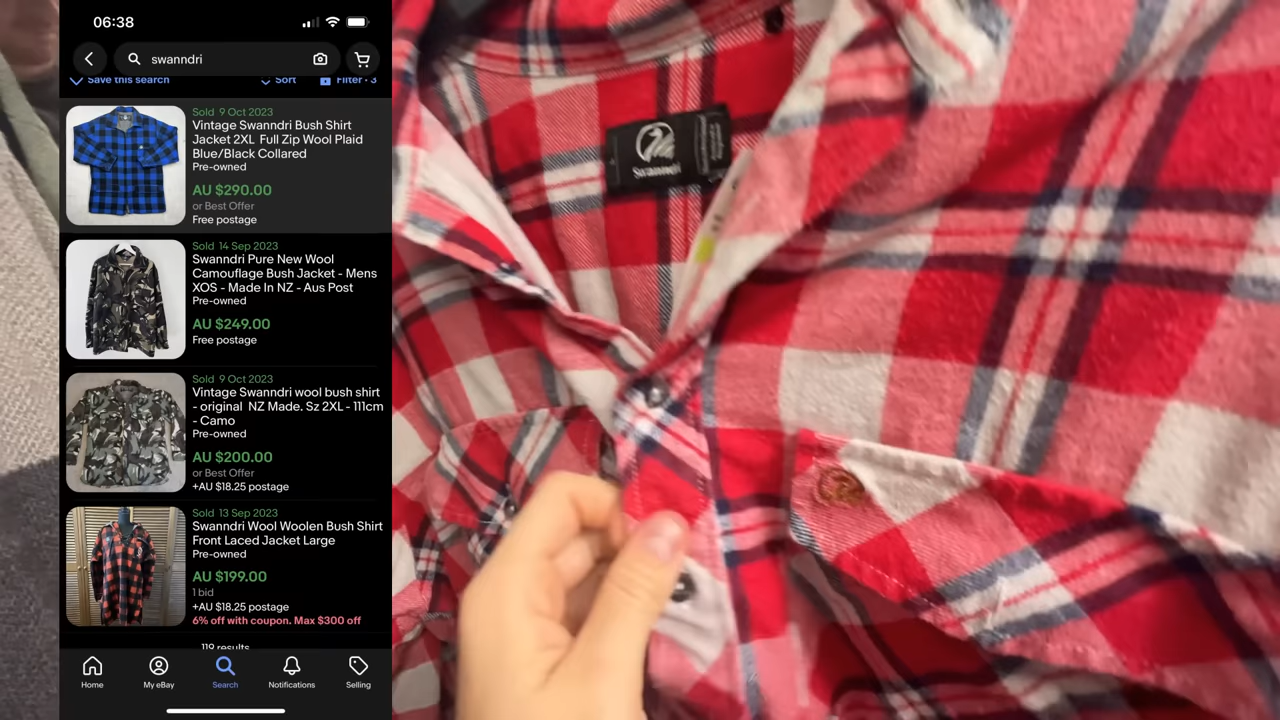 06:38
swanndri
Save this search
Sort
Filter • 3
Sold 9 Oct 2023
Vintage Swanndri Bush Shirt
Jacket 2XL Full Zip Wool Plaid
Blue/Black Collared
Pre-owned
AU $290.00
or Best Offer
Free postage
Sold 14 Sep 2023
Swanndri Pure New Wool
Camouflage Bush Jacket - Mens
XOS - Made In NZ - Aus Post
Pre-owned
AU $249.00
Free postage
Sold 9 Oct 2023
Vintage Swanndri wool bush shirt
- original NZ Made. Sz 2XL - 111cm
- Camo
Pre-owned
AU $200.00
or Best Offer
+AU $18.25 postage
Sold 13 Sep 2023
Swanndri Wool Woolen Bush Shirt
Front Laced Jacket Large
Pre-owned
AU $199.00
1 bid
+AU $18.25 postage
6% off with coupon. Max $300 off
119 results
Home
My eBay
Search
Notifications
Selling
Swanndri